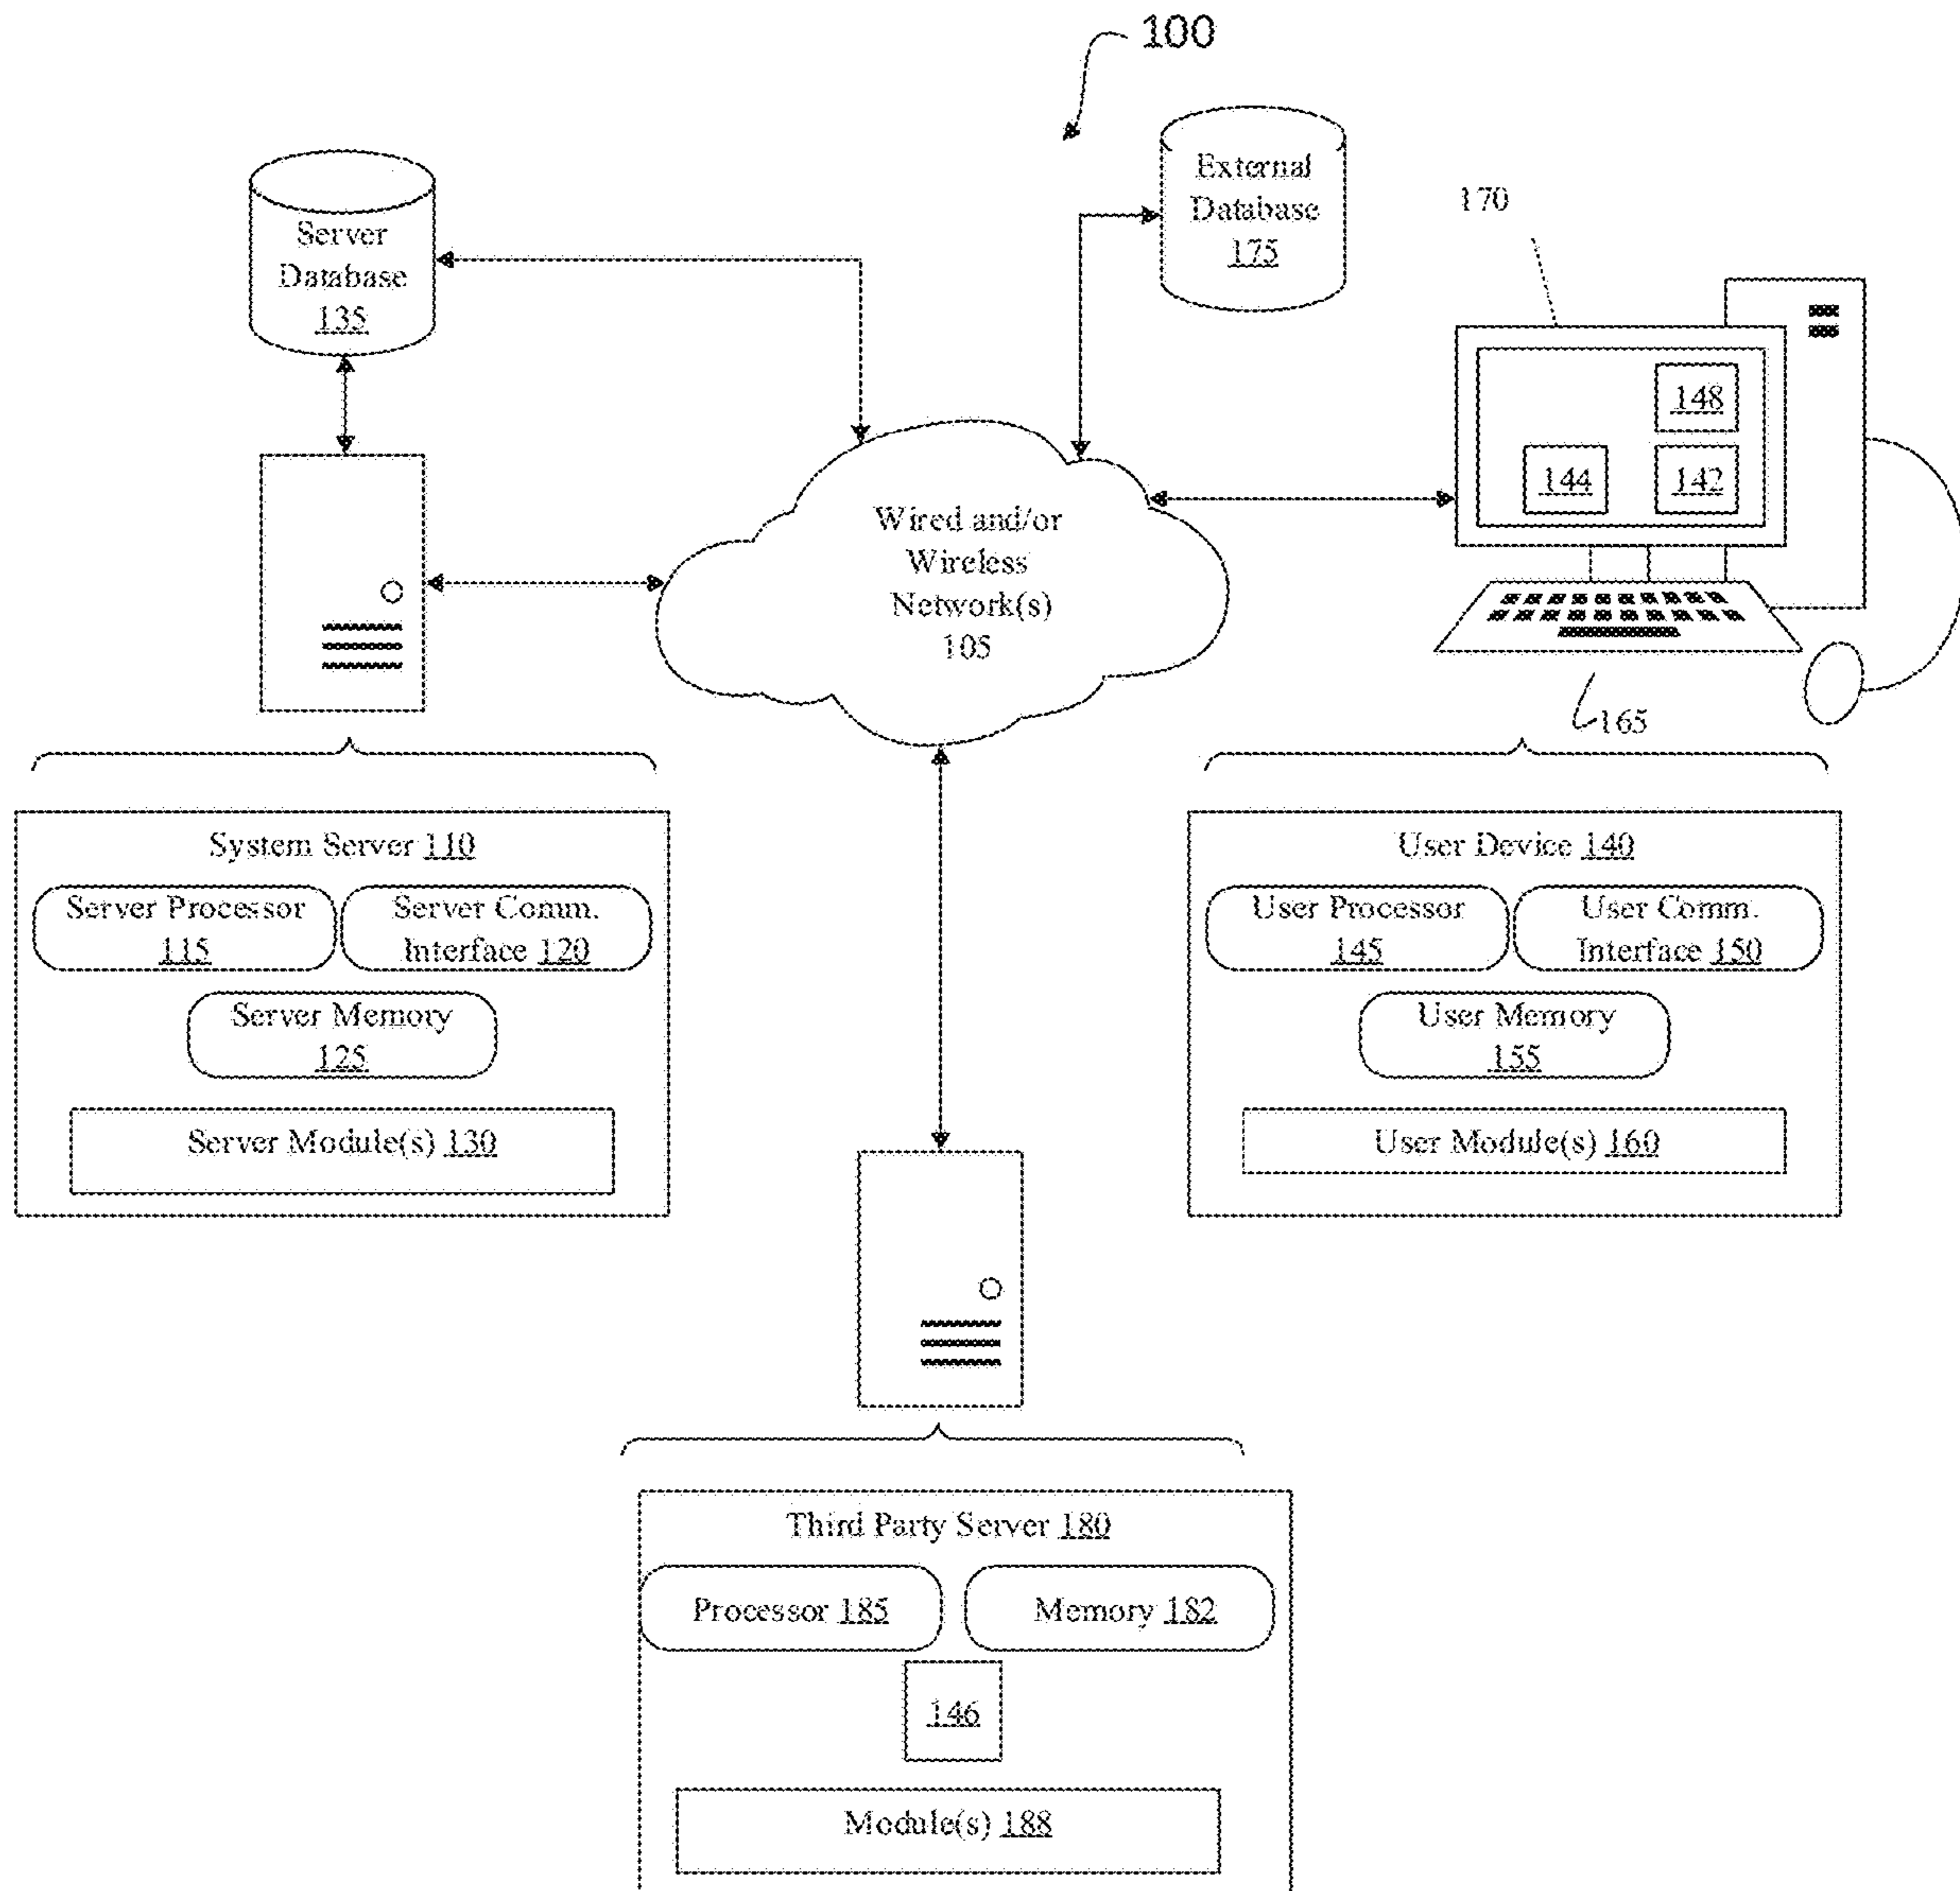 100
External
Database
175
170
Server
Database
135
148
144
142
Wired and/or
Wireless
Network(s)
105
165
System Server 110
Server Processor
115
Server Comm.
Interface 120
Server Memory
125
Server Module(s) 130
User Device 140
User Processor
145
User Comm.
Interface 150
User Memory
155
User Module(s) 160
Third Party Server 180
Processor 185
Memory 182
146
Module(s) 188